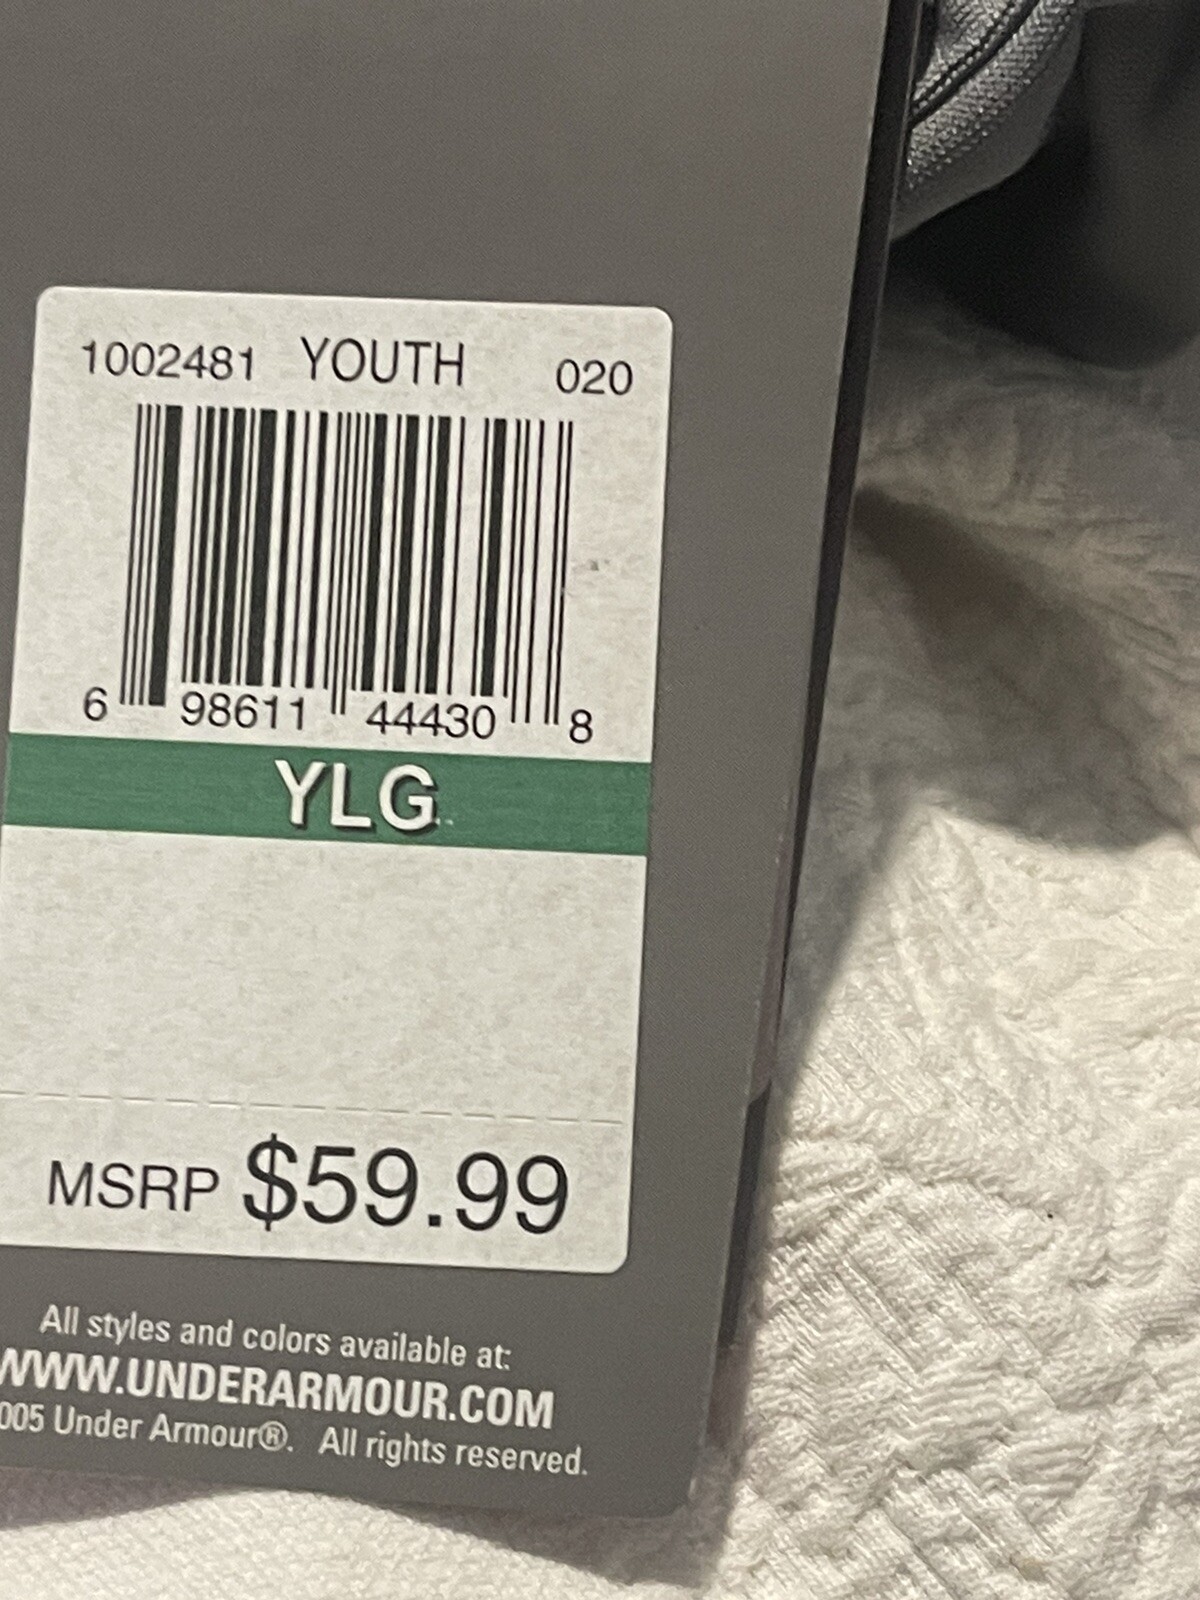 1002481 YOUTH 020
6 98611 44430 8
YLG
MSRP $59.99
All styles and colors available at:
WWW.UNDERARMOUR.COM
005 Under Armour®. All rights reserved.